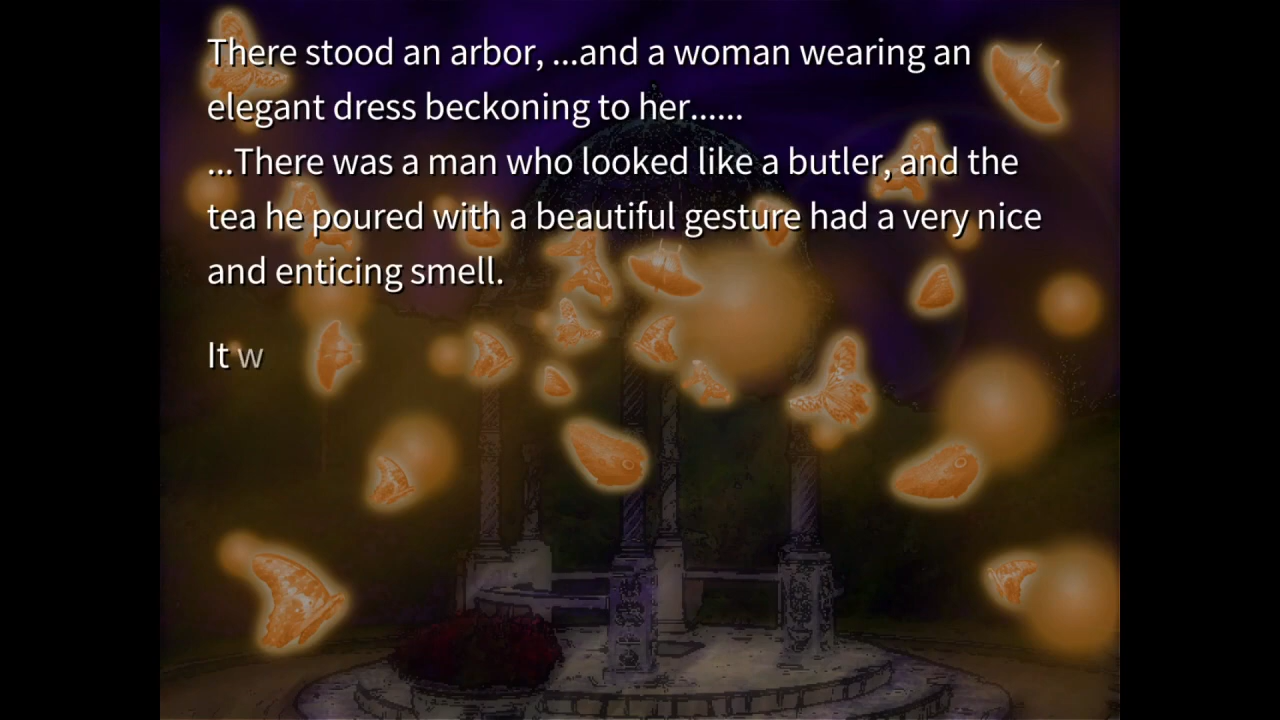 There stood an arbor, ...and a woman wearing an
elegant dress beckoning to her......
...There was a man who looked like a butler, and the
tea he poured with a beautiful gesture had a very nice
and enticing smell.
It w